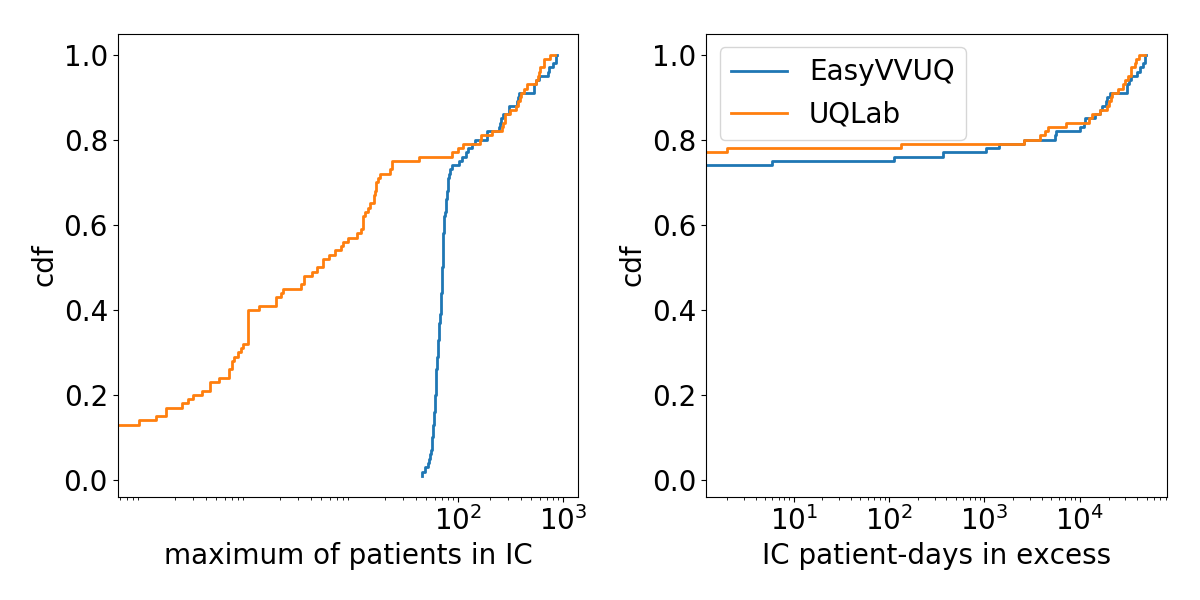 1.0
0.8
0.6
0.4
0.2
0.0
cdf
10² 10³
maximum of patients in IC
1.0
0.8
0.6
0.4
0.2
0.0
cdf
EasyVVUQ
UQLab
10¹ 10² 10³ 10⁴
IC patient-days in excess